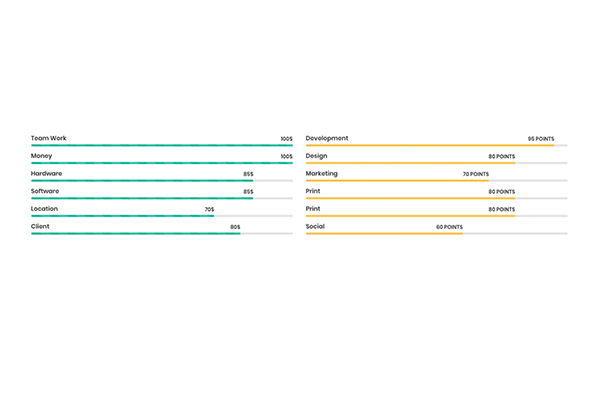 Team Work 100$
Money 100$
Hardware 85$
Software 85$
Location 70$
Client 80$
Development 95 POINTS
Design 80 POINTS
Marketing 70 POINTS
Print 80 POINTS
Print 80 POINTS
Social 60 POINTS